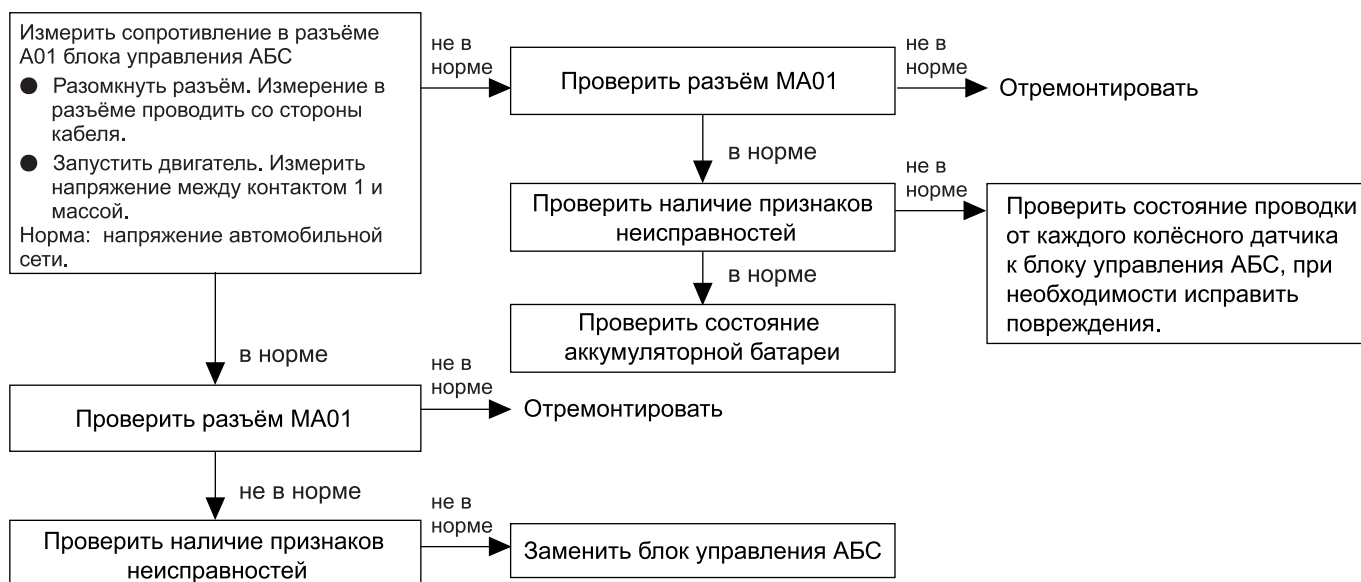 Измерить сопротивление в разъёме
А01 блока управления АБС
● Разомкнуть разъём. Измерение в
разъёме проводить со стороны
кабеля.
● Запустить двигатель. Измерить
напряжение между контактом 1 и
массой.
Норма: напряжение автомобильной
сети.
не в
норме
Проверить разъём МА01
не в
норме
Отремонтировать
в норме
Проверить наличие признаков
неисправностей
не в
норме
Проверить состояние проводки
от каждого колёсного датчика
к блоку управления АБС, при
необходимости исправить
повреждения.
в норме
Проверить состояние
аккумуляторной батареи
в норме
Проверить разъём МА01
не в
норме
Отремонтировать
не в норме
Проверить наличие признаков
неисправностей
не в
норме
Заменить блок управления АБС